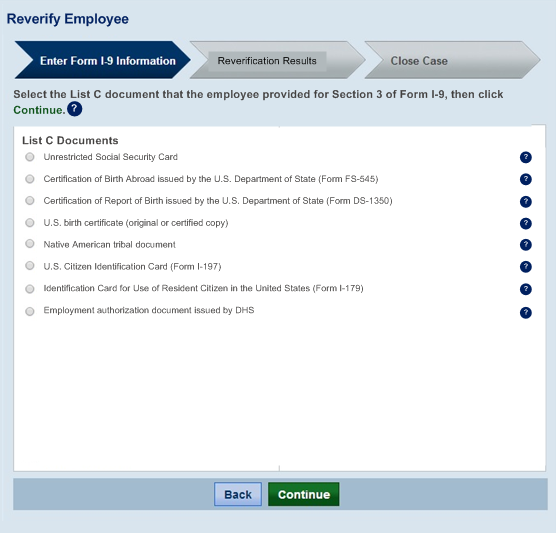 Reverify Employee
Enter Form I-9 Information
Reverification Results
Close Case
Select the List C document that the employee provided for Section 3 of Form I-9, then click
Continue. ?
List C Documents
Unrestricted Social Security Card ?
Certification of Birth Abroad issued by the U.S. Department of State (Form FS-545) ?
Certification of Report of Birth issued by the U.S. Department of State (Form DS-1350) ?
U.S. birth certificate (original or certified copy) ?
Native American tribal document ?
U.S. Citizen Identification Card (Form I-197) ?
Identification Card for Use of Resident Citizen in the United States (Form I-179) ?
Employment authorization document issued by DHS ?
Back
Continue